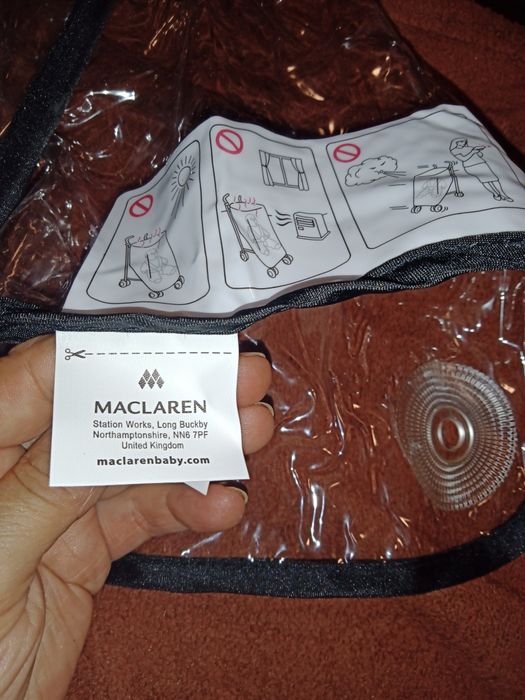 MACLAREN
Station Works, Long Buckby
Northamptonshire, NN6 7PF
United Kingdom
maclarenbaby.com